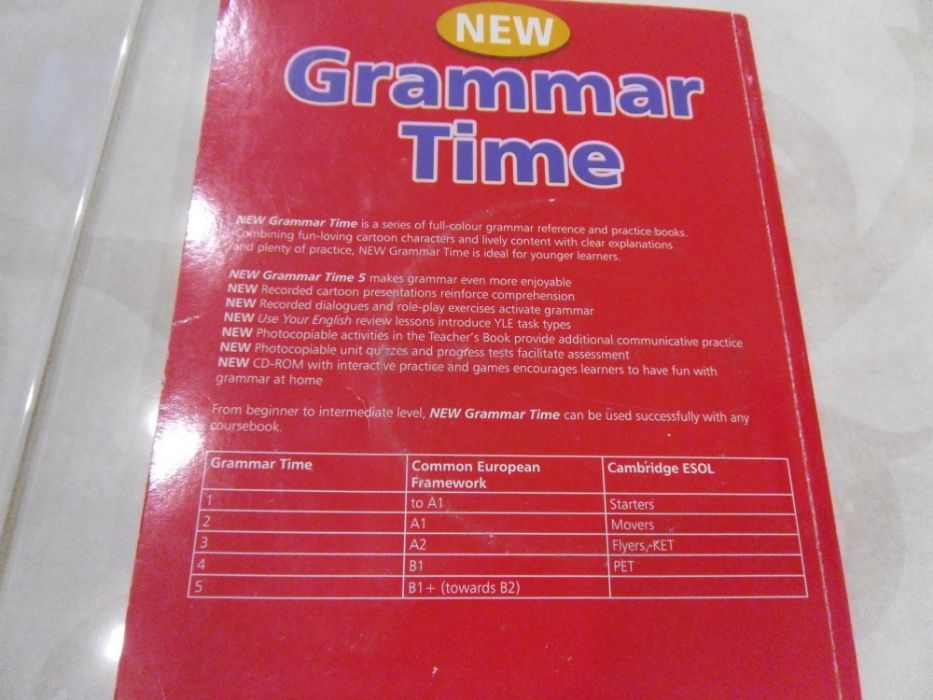 NEW
Grammar
Time
NEW Grammar Time is a series of full-colour grammar reference and practice books.
Combining fun-loving cartoon characters and lively content with clear explanations
and plenty of practice, NEW Grammar Time is ideal for younger learners.
NEW Grammar Time 5 makes grammar even more enjoyable
NEW Recorded cartoon presentations reinforce comprehension
NEW Recorded dialogues and role-play exercises activate grammar
NEW Use Your English review lessons introduce YLE task types
NEW Photocopiable activities in the Teacher's Book provide additional communicative practice
NEW Photocopiable unit quizzes and progress tests facilitate assessment
NEW CD-ROM with interactive practice and games encourages learners to have fun with
grammar at home
From beginner to intermediate level, NEW Grammar Time can be used successfully with any
coursebook.
Grammar Time Common European Framework Cambridge ESOL
1 to A1 Starters
2 A1 Movers
3 A2 Flyers, KET
4 B1 PET
5 B1+ (towards B2)